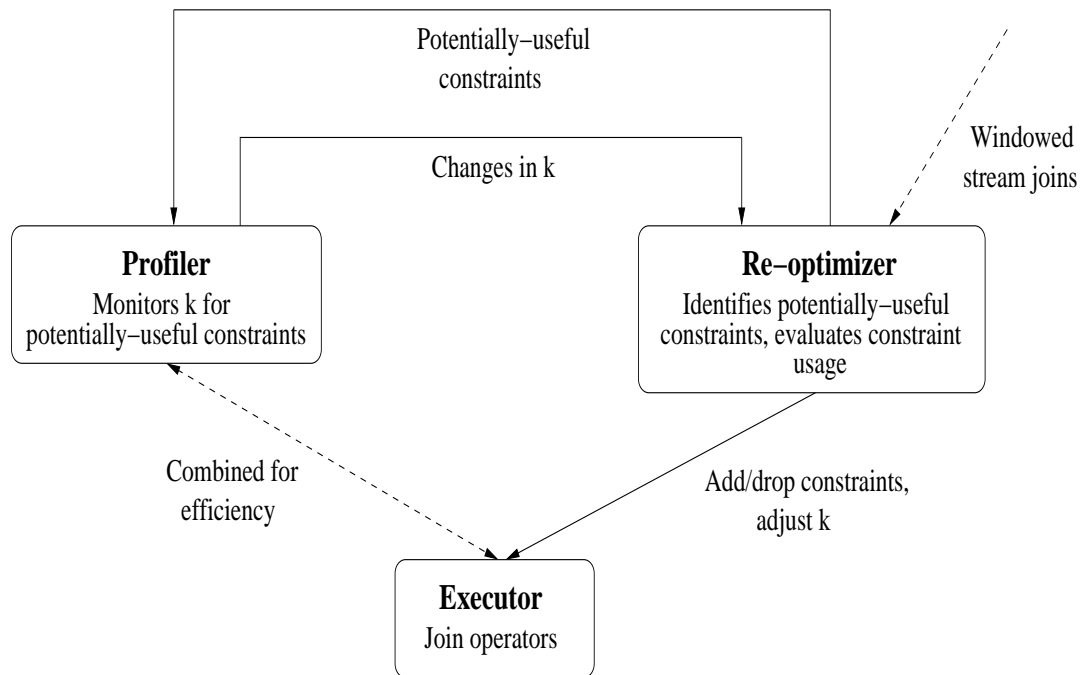 Potentially−useful
constraints
Changes in k
Windowed
stream joins
Profiler
Monitors k for
potentially−useful constraints
Re−optimizer
Identifies potentially−useful
constraints, evaluates constraint
usage
Combined for
efficiency
Add/drop constraints,
adjust k
Executor
Join operators